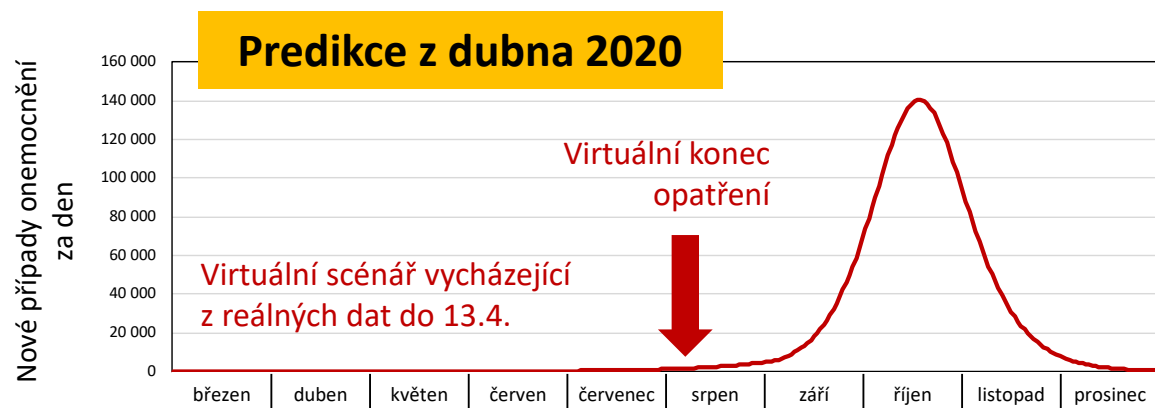 Predikce z dubna 2020
Nové případy onemocnění
za den
160 000
140 000
120 000
100 000
80 000
60 000
40 000
20 000
0
Virtuální konec
opatření
Virtuální scénář vycházející
z reálných dat do 13.4.
březen duben květen červen červenec srpen září říjen listopad prosinec